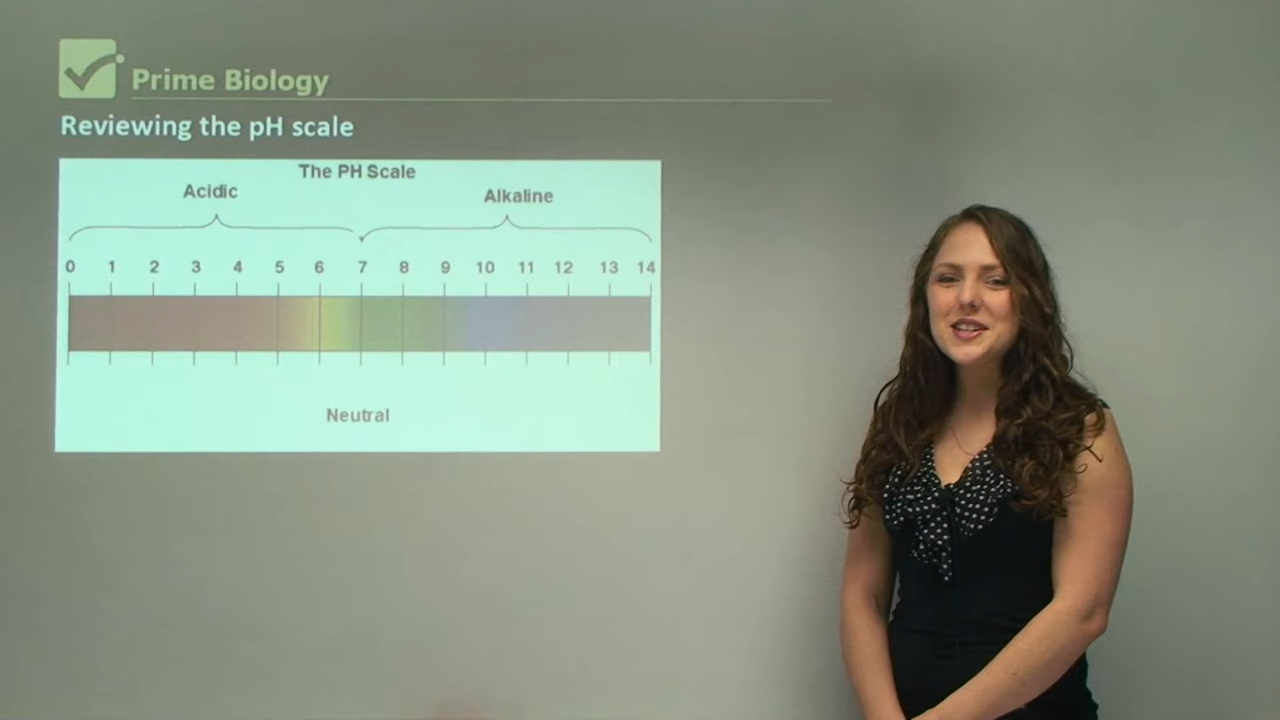 Prime Biology
Reviewing the pH scale
The PH Scale
Acidic
Alkaline
0 1 2 3 4 5 6 7 8 9 10 11 12 13 14
Neutral